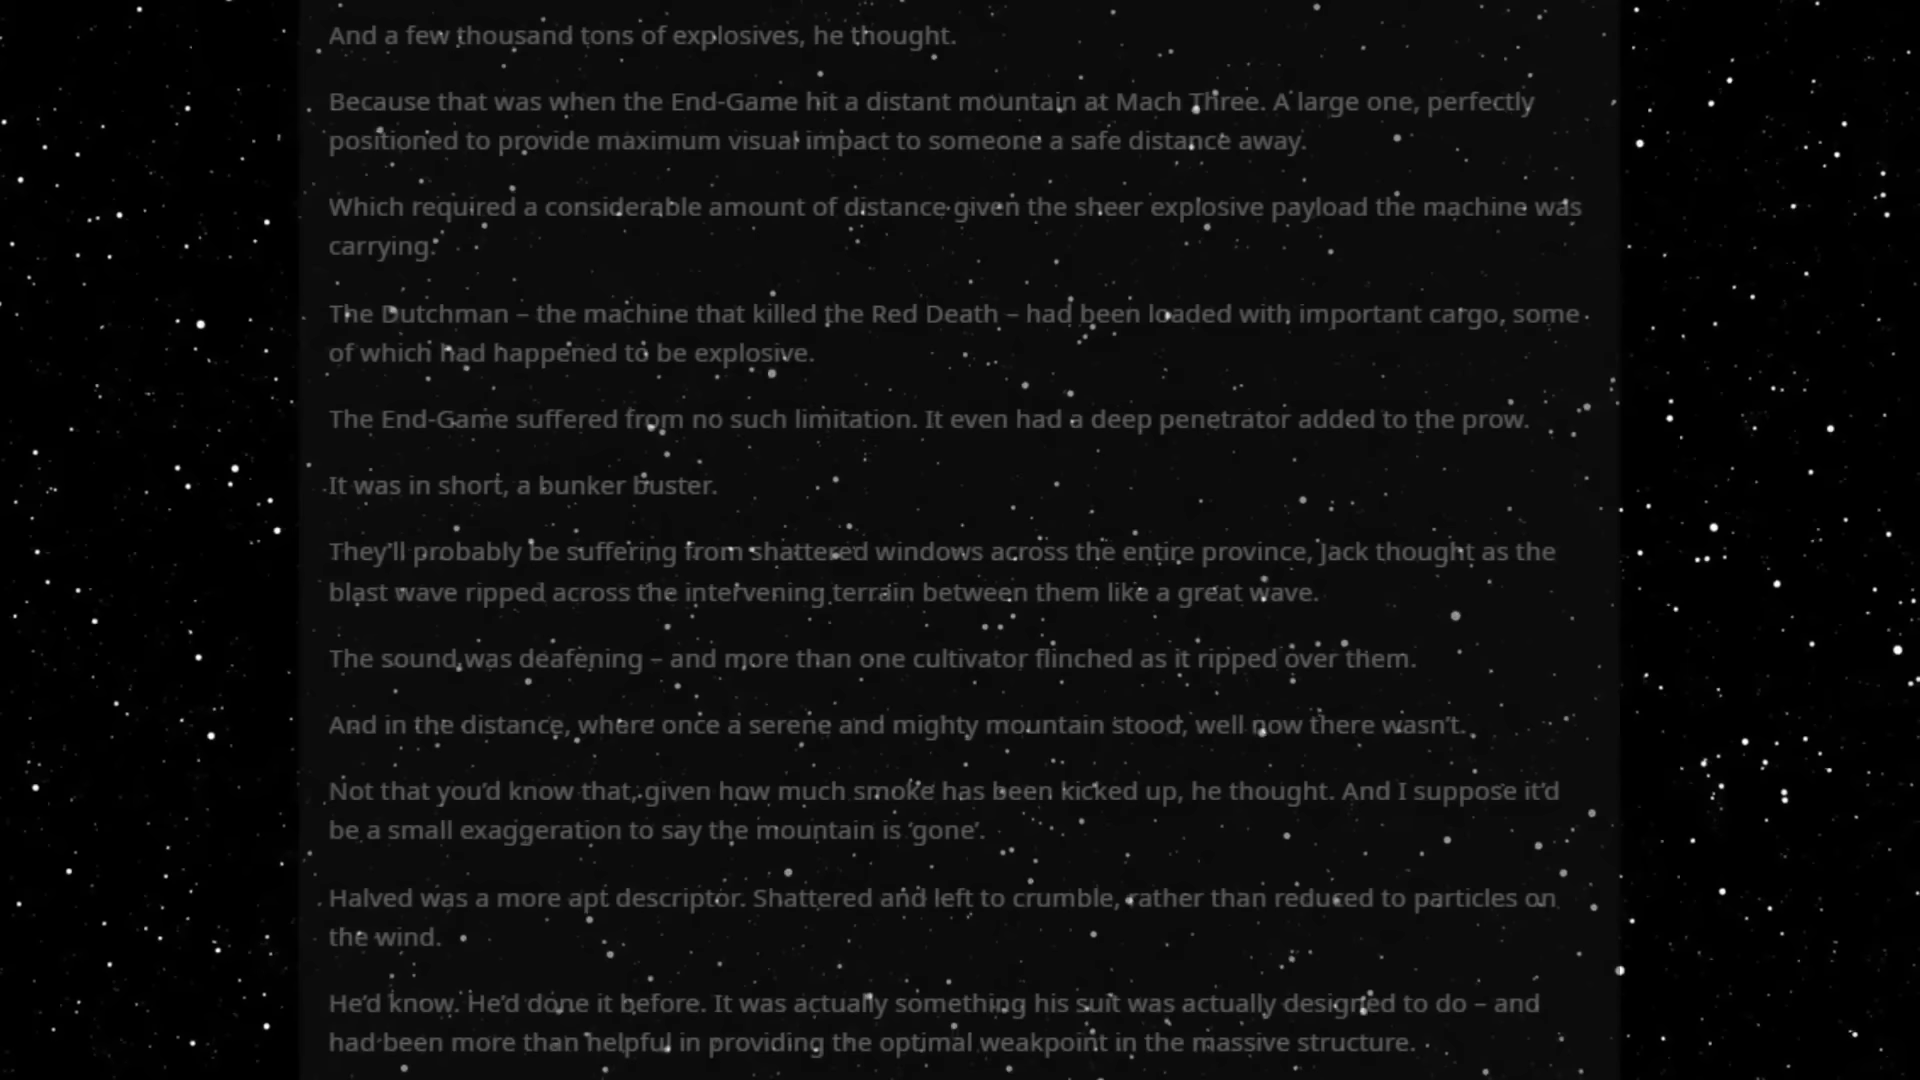 And a few thousand tons of explosives, he thought.
Because that was when the End-Game hit a distant mountain at Mach Three. A large one, perfectly
positioned to provide maximum visual impact to someone a safe distance away.
Which required a considerable amount of distance given the sheer explosive payload the machine was
carrying.
The Dutchman – the machine that killed the Red Death – had been loaded with important cargo, some
of which had happened to be explosive.
The End-Game suffered from no such limitation. It even had a deep penetrator added to the prow.
It was in short, a bunker buster.
They’ll probably be suffering from shattered windows across the entire province, Jack thought as the
blast wave ripped across the intervening terrain between them like a great wave.
The sound was deafening – and more than one cultivator flinched as it ripped over them.
And in the distance, where once a serene and mighty mountain stood, well now there wasn’t.
Not that you’d know that, given how much smoke has been kicked up, he thought. And I suppose it’d
be a small exaggeration to say the mountain is ‘gone’.
Halved was a more apt descriptor. Shattered and left to crumble, rather than reduced to particles on
the wind.
He’d know. He’d done it before. It was actually something his suit was actually designed to do – and
had been more than helpful in providing the optimal weakpoint in the massive structure.